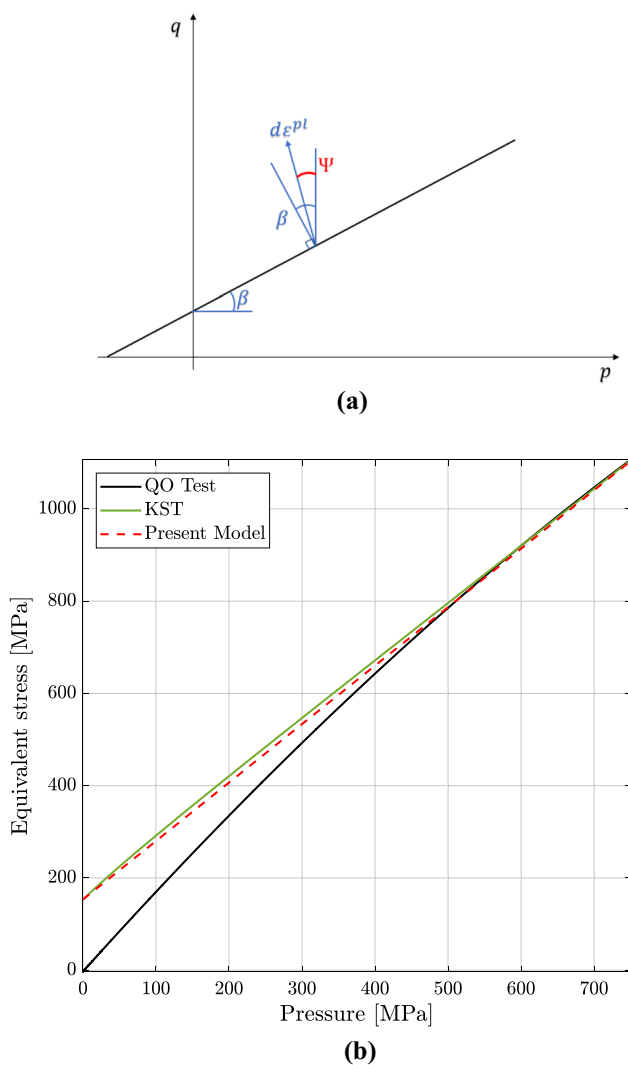 q
dε^{pl}
Ψ
β
β
p
(a)
QO Test
KST
Present Model
1000
800
600
400
200
0
Equivalent stress [MPa]
0 100 200 300 400 500 600 700
Pressure [MPa]
(b)